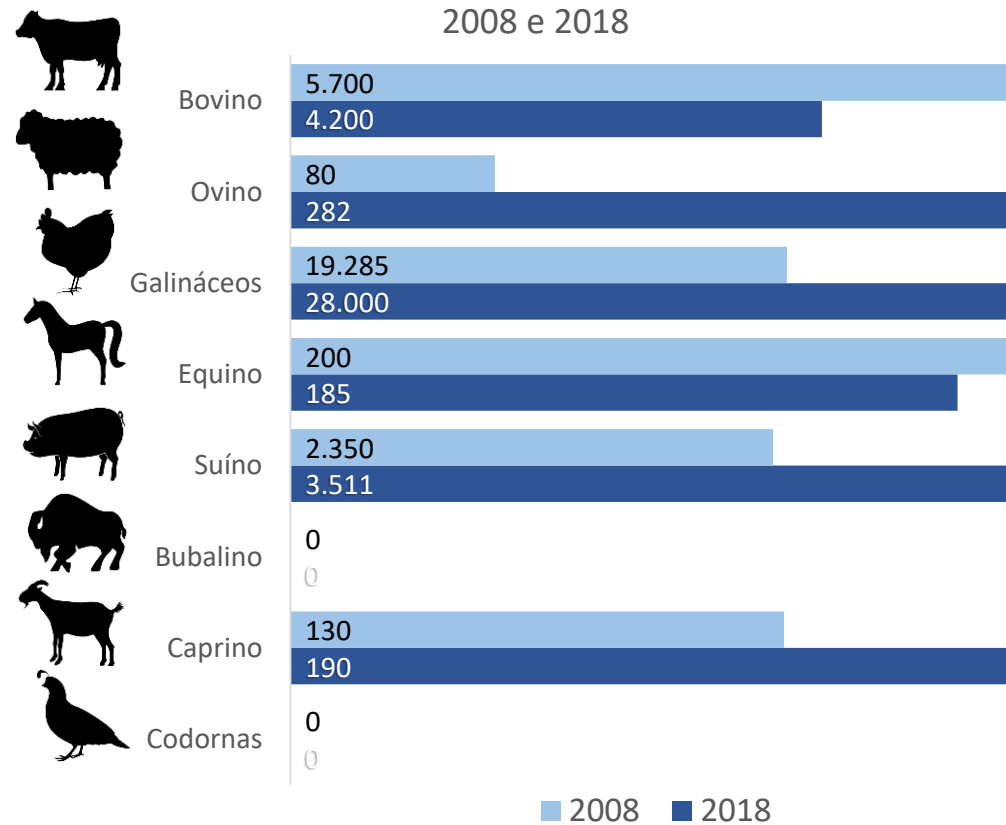 2008 e 2018
Bovino
5.700
4.200
Ovino
80
282
Galináceos
19.285
28.000
Equino
200
185
Suíno
2.350
3.511
Bubalino
0
0
Caprino
130
190
Codornas
0
0
2008 2018